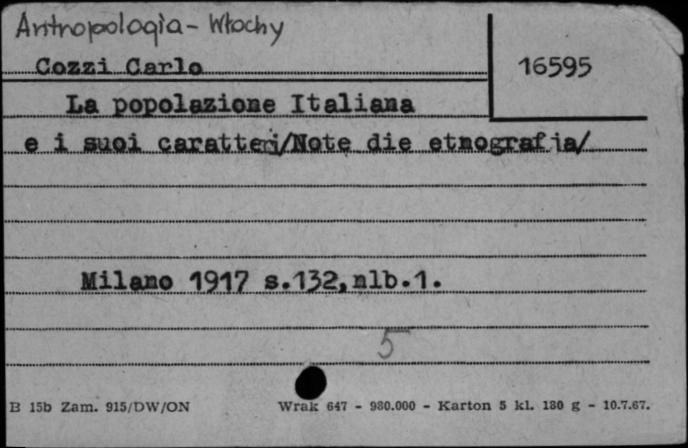 Antropologia - Włochy
Cozzi Carlo
16595
La popolazione Italiana
e i suoi caratteri/Note die etnografia/
Milano 1917 s.132,nlb.1.
5
B 15b Zam. 915/DW/ON Wrak 647 - 980.000 - Karton 5 kl. 180 g - 10.7.67.